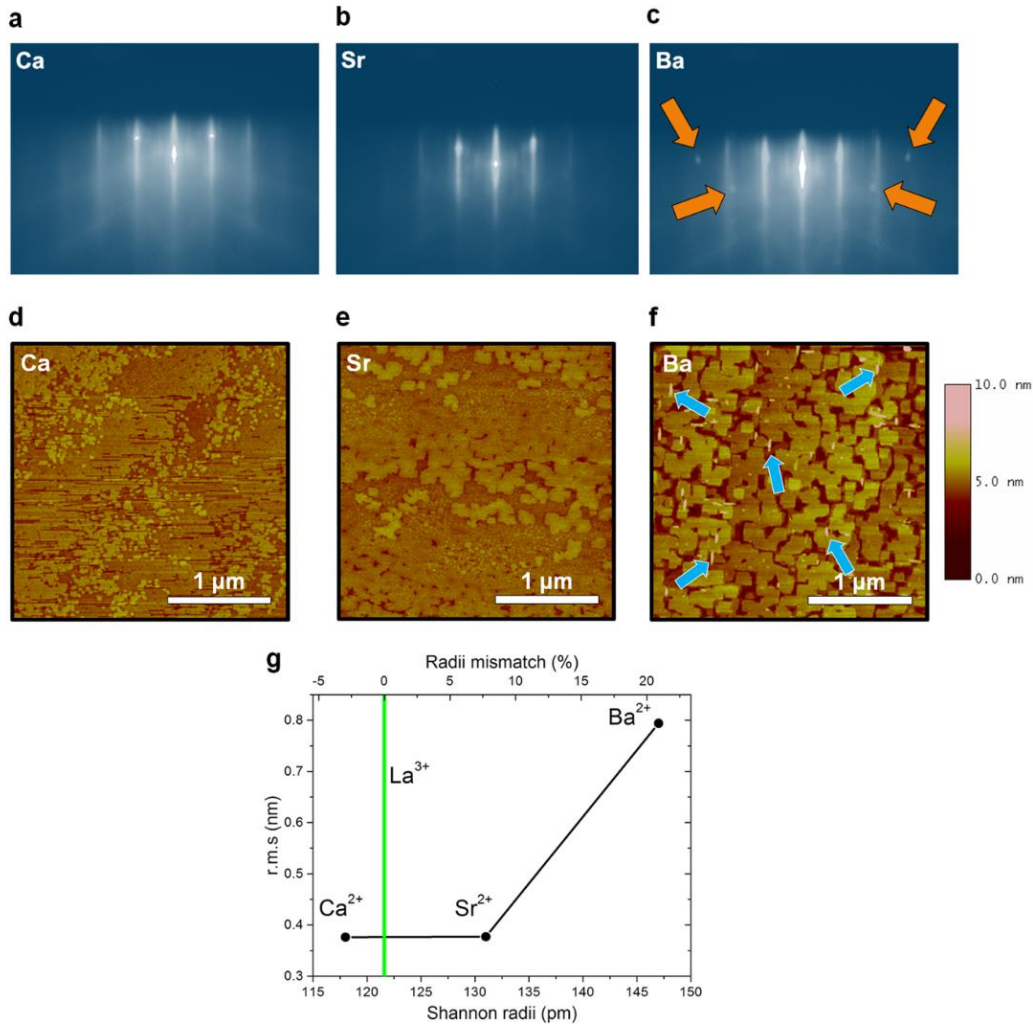 a
b
c
Ca
Sr
Ba
d
e
f
Ca
Sr
Ba
10.0 nm
5.0 nm
0.0 nm
1 µm
1 µm
1 µm
g
Radii mismatch (%)
-5 0 5 10 15 20
0.8
0.7
0.6
0.5
0.4
0.3
r.m.s (nm)
Ba2+
La3+
Ca2+
Sr2+
115 120 125 130 135 140 145 150
Shannon radii (pm)